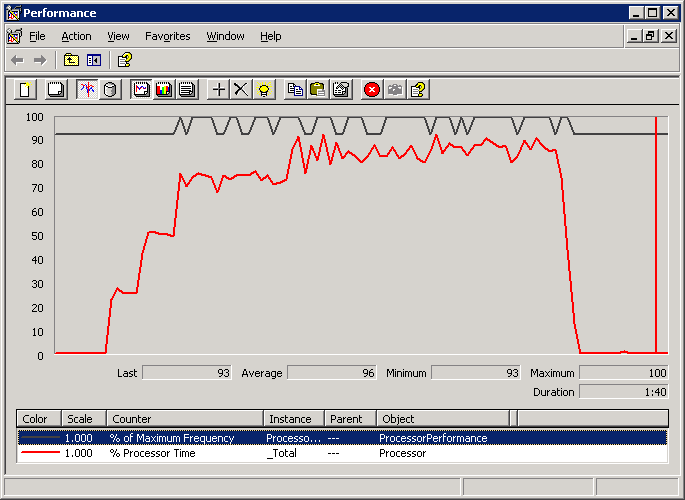 Performance
File Action View Favorites Window Help
100
90
80
70
60
50
40
30
20
10
0
Last 93 Average 96 Minimum 93 Maximum 100
Duration 1:40
Color Scale Counter Instance Parent Object
1.000 % of Maximum Frequency Processo... --- ProcessorPerformance
1.000 % Processor Time _Total --- Processor